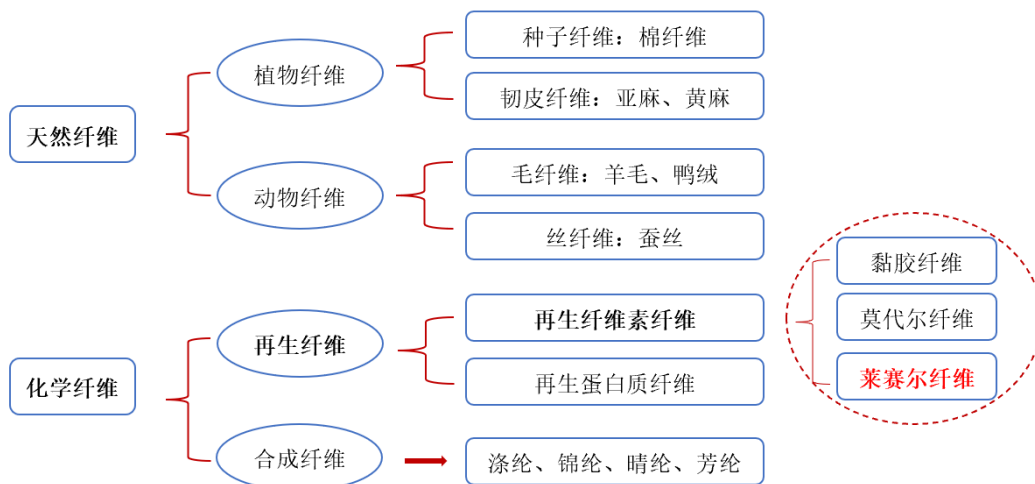 天然纤维
植物纤维
种子纤维：棉纤维
韧皮纤维：亚麻、黄麻
动物纤维
毛纤维：羊毛、鸭绒
丝纤维：蚕丝
化学纤维
再生纤维
再生纤维素纤维
黏胶纤维
莫代尔纤维
莱赛尔纤维
再生蛋白质纤维
合成纤维
涤纶、锦纶、晴纶、芳纶